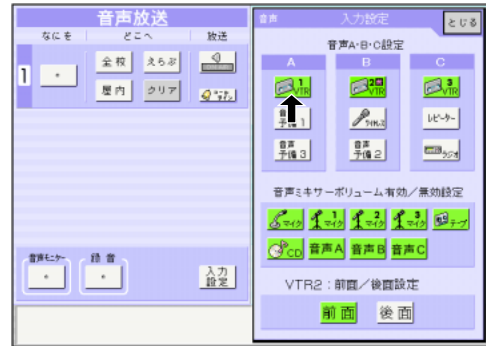 音声放送
なにを どこへ 放送
1 * 全校 えらぶ
屋内 クリア
音声モニター 録音
* * 入力設定
音声 入力設定 とじる
音声A・B・C設定
A B C
1 VTR 2 VTR 3 VTR
音声予備1 ワイヤレス レピーター
音声予備3 音声予備2 ラジオ
音声ミキサーボリューム有効/無効設定
マイク 1 マイク 2 マイク 3 マイク テープ
CD 音声A 音声B 音声C
VTR2:前面/後面設定
前面 後面